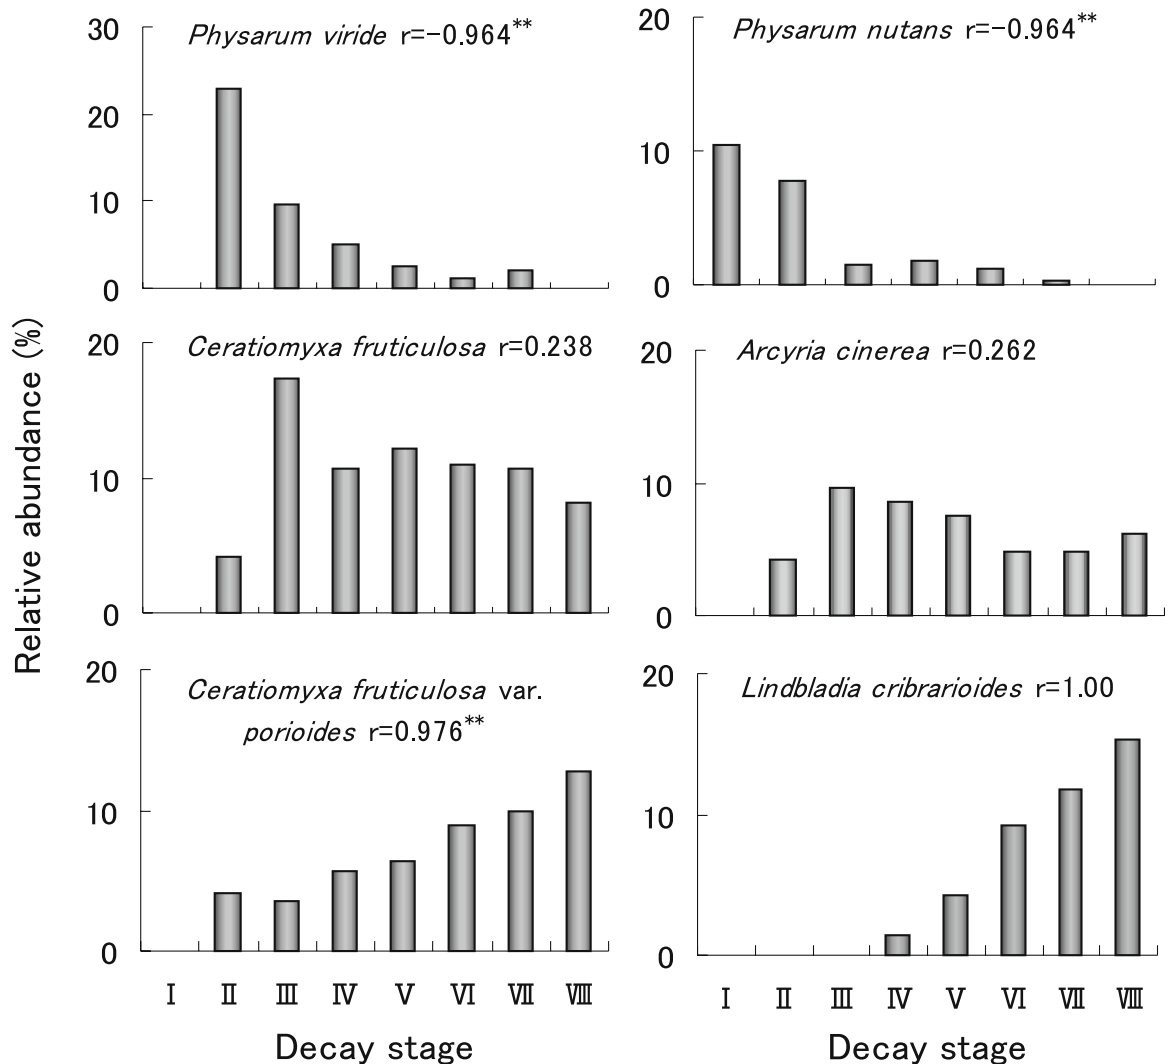 Relative abundance (%)
Physarum viride r=-0.964**
30
20
10
0
Physarum nutans r=-0.964**
20
10
0
Ceratiomyxa fruticulosa r=0.238
20
10
0
Arcyria cinerea r=0.262
20
10
0
Ceratiomyxa fruticulosa var.
porioides r=0.976**
20
10
0
Lindbladia cribrarioides r=1.00
20
10
0
Ⅰ Ⅱ Ⅲ Ⅳ Ⅴ Ⅵ Ⅶ Ⅷ
Decay stage
Ⅰ Ⅱ Ⅲ Ⅳ Ⅴ Ⅵ Ⅶ Ⅷ
Decay stage